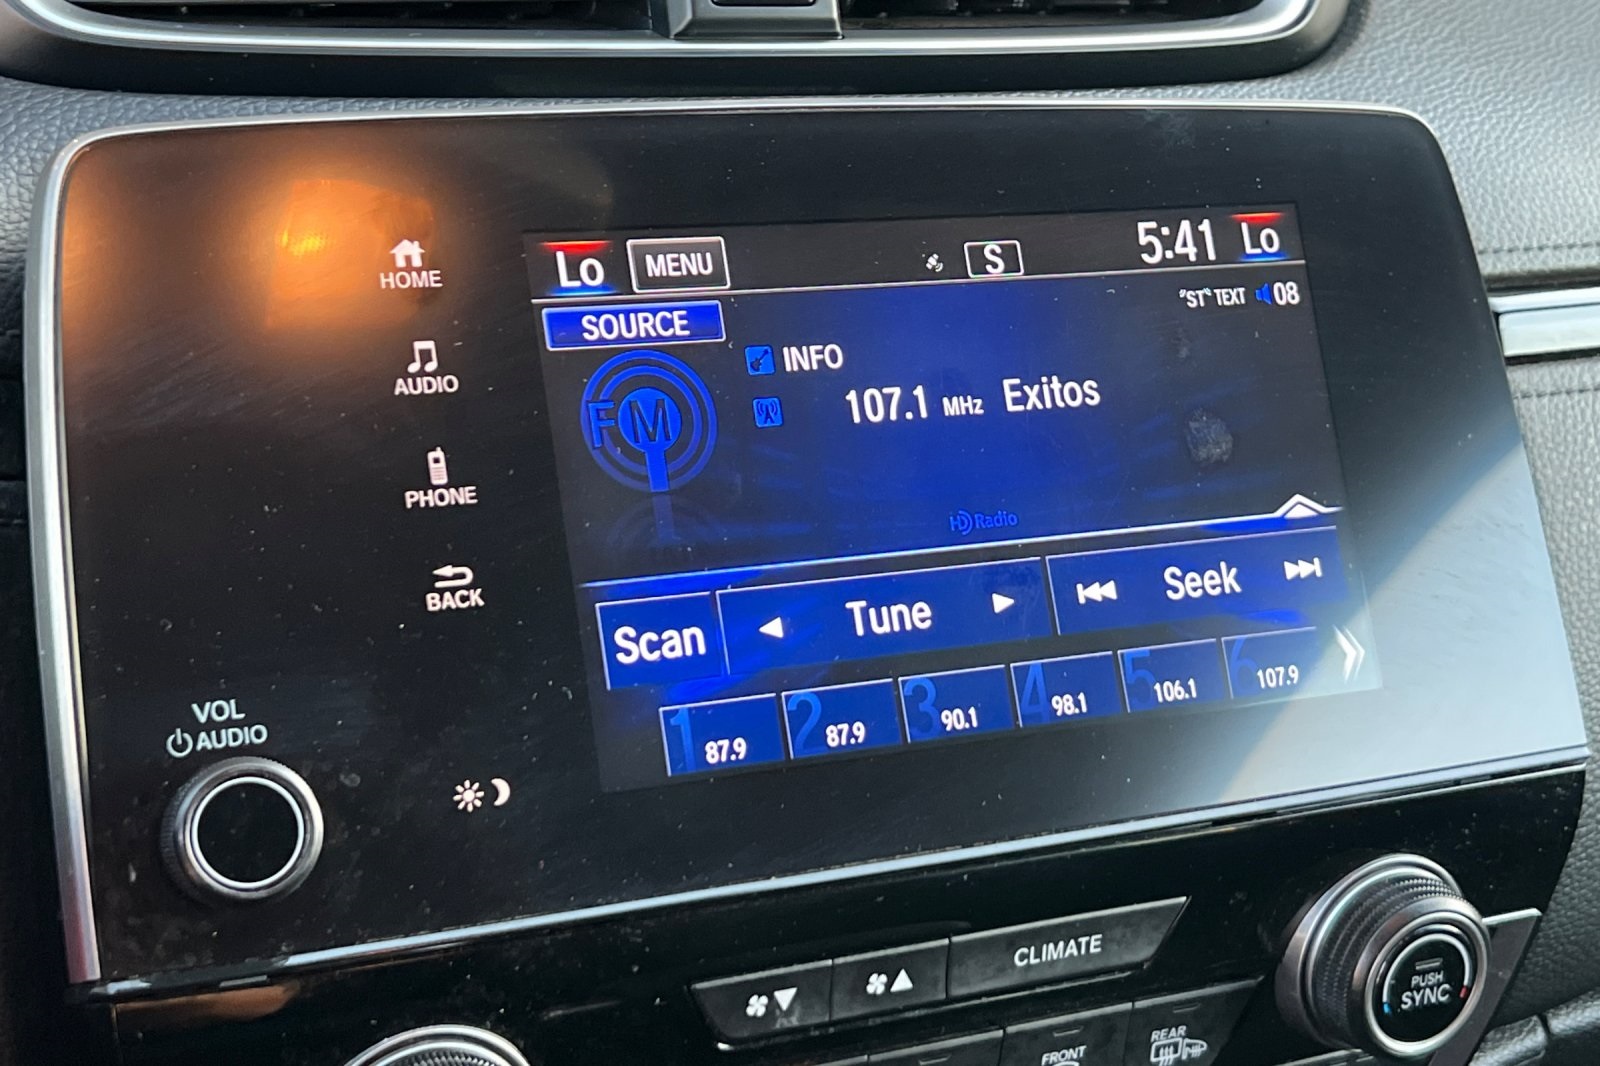 HOME
AUDIO
PHONE
BACK
VOL
AUDIO
Lo MENU S 5:41 Lo
SOURCE "ST" TEXT 08
FM
INFO
107.1 MHz Exitos
HD Radio
Scan Tune Seek
1 87.9 2 87.9 3 90.1 4 98.1 5 106.1 6 107.9
CLIMATE
PUSH
SYNC
FRONT
REAR